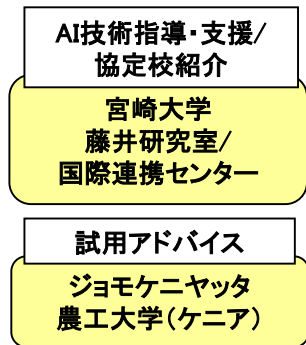 AI技術指導・支援/
協定校紹介
宮崎大学
藤井研究室/
国際連携センター
試用アドバイス
ジョモケニヤッタ
農工大学（ケニア）